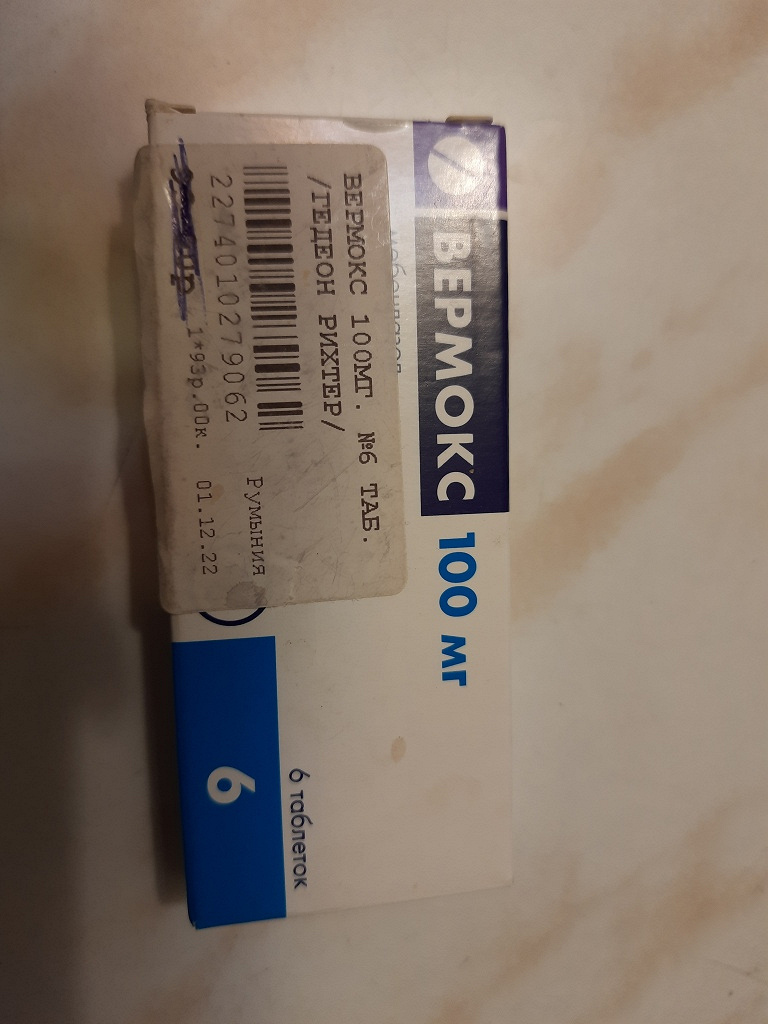 ВЕРМОКС 100 мг
мебендазол
ВЕРМОКС 100МГ. №6 ТАБ.
/ГЕДЕОН РИХТЕР/
Румыния
2274010279062
1*93р.00к. 01.12.22
6 таблеток
6